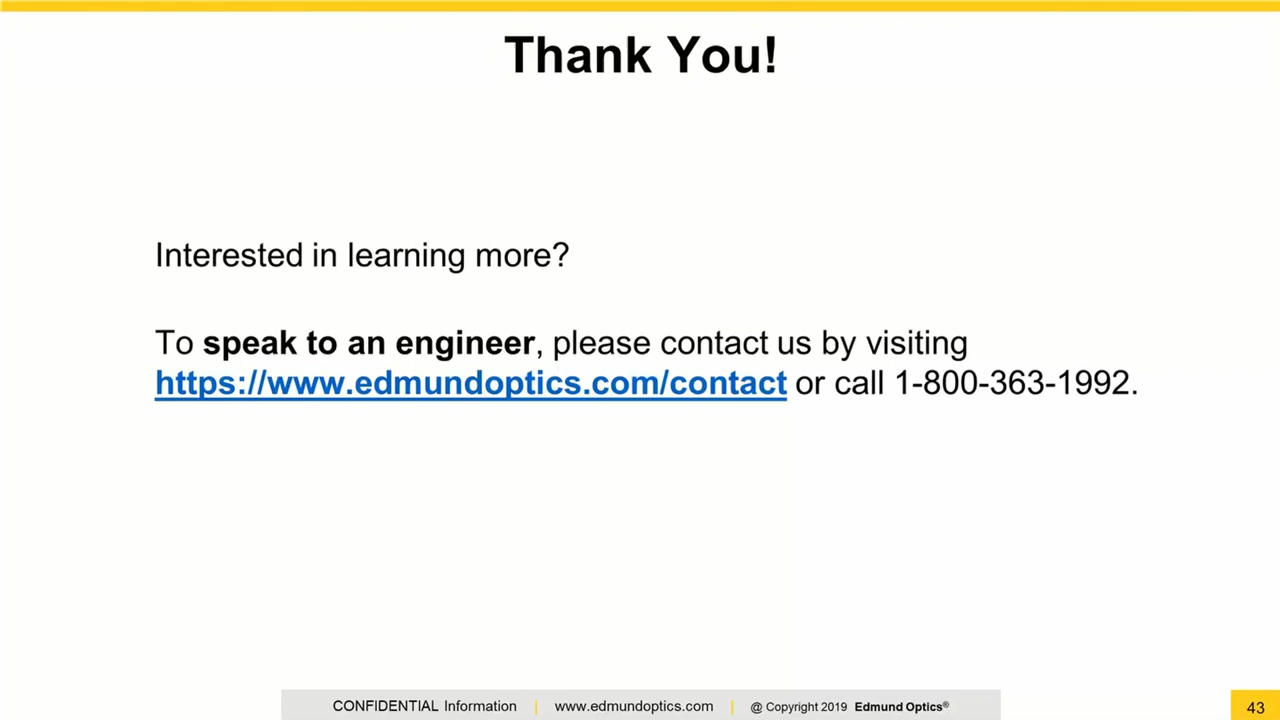 Thank You!
Interested in learning more?
To speak to an engineer, please contact us by visiting
https://www.edmundoptics.com/contact or call 1-800-363-1992.
CONFIDENTIAL Information | www.edmundoptics.com | @ Copyright 2019 Edmund Optics®
43